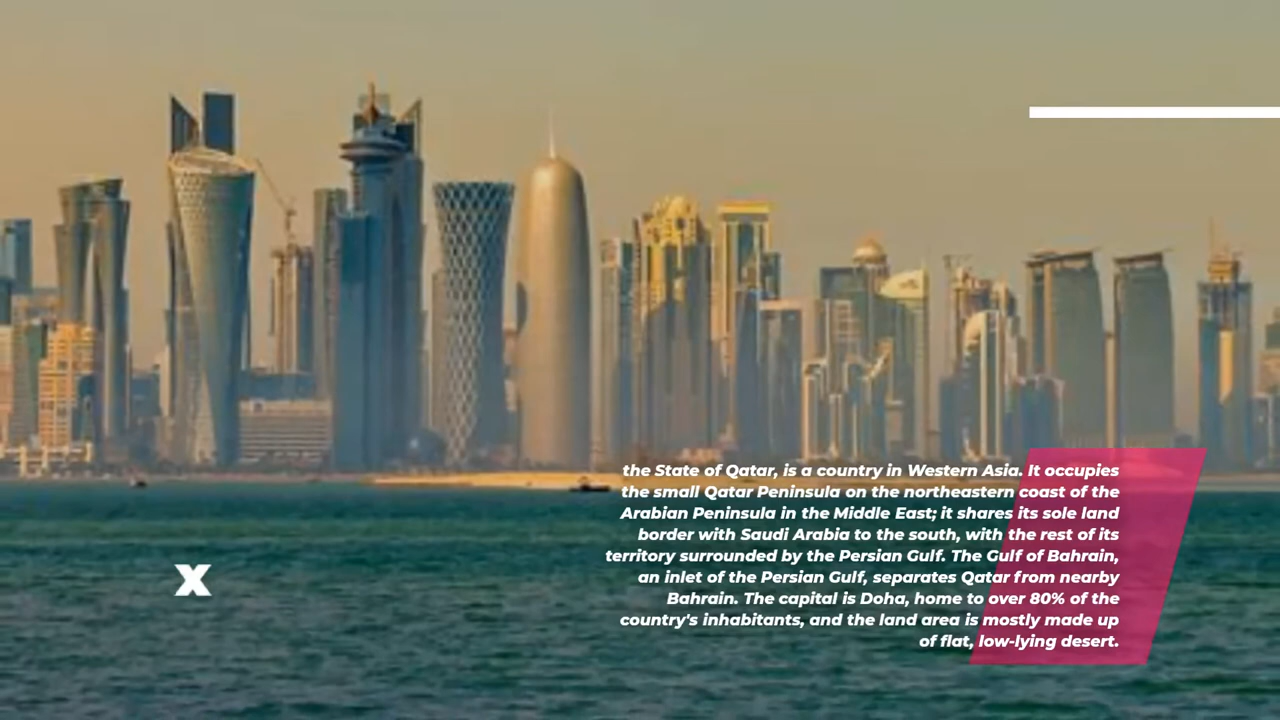 the State of Qatar, is a country in Western Asia. It occupies
the small Qatar Peninsula on the northeastern coast of the
Arabian Peninsula in the Middle East; it shares its sole land
border with Saudi Arabia to the south, with the rest of its
territory surrounded by the Persian Gulf. The Gulf of Bahrain,
an inlet of the Persian Gulf, separates Qatar from nearby
Bahrain. The capital is Doha, home to over 80% of the
country's inhabitants, and the land area is mostly made up
of flat, low-lying desert.
X